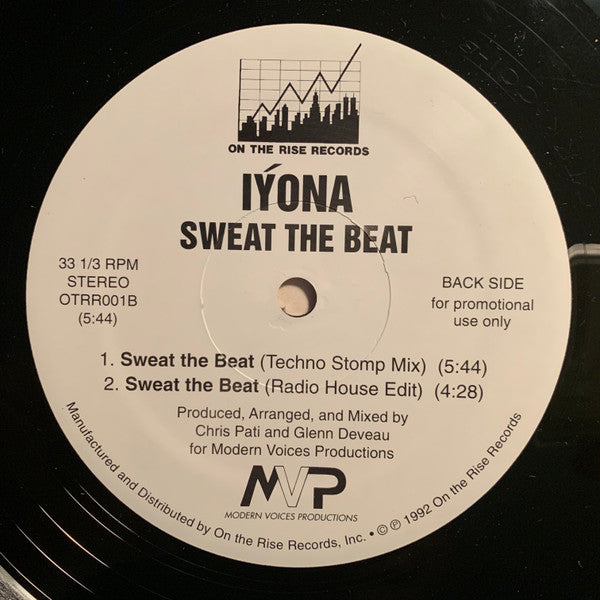 ON THE RISE RECORDS
IÝONA
SWEAT THE BEAT
33 1/3 RPM
STEREO
OTRR001B
(5:44)
BACK SIDE
for promotional
use only
1. Sweat the Beat (Techno Stomp Mix) (5:44)
2. Sweat the Beat (Radio House Edit) (4:28)
Produced, Arranged, and Mixed by
Chris Pati and Glenn Deveau
for Modern Voices Productions
MVP
MODERN VOICES PRODUCTIONS
Manufactured and Distributed by On the Rise Records, Inc. • © ℗ 1992 On the Rise Records